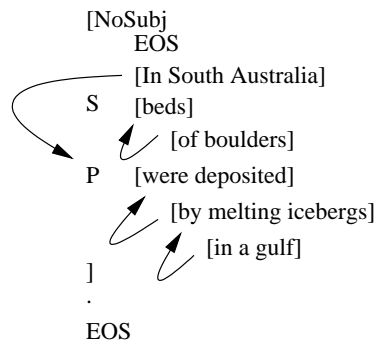 [NoSubj
EOS
[In South Australia]
S [beds]
[of boulders]
P [were deposited]
[by melting icebergs]
[in a gulf]
]
.
EOS